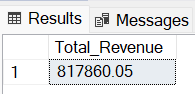 Results Messages
Total_Revenue
1 817860.05